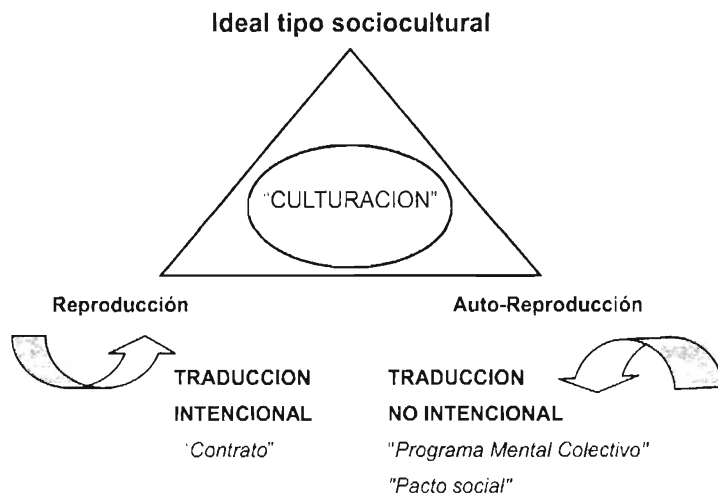 Ideal tipo sociocultural
"CULTURACION"
Reproducción
Auto-Reproducción
TRADUCCION
INTENCIONAL
"Contrato"
TRADUCCION
NO INTENCIONAL
"Programa Mental Colectivo"
"Pacto social"